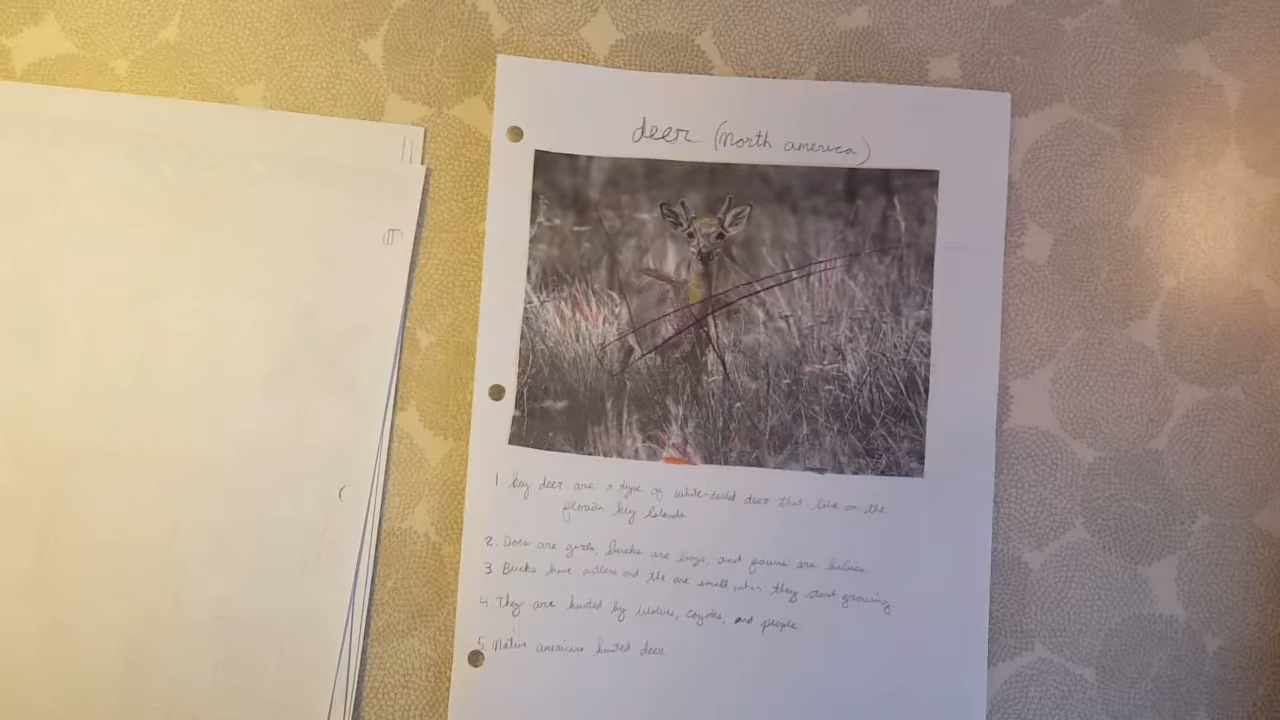 deer (North america)
1. Key deer are a type of white-tailed deer that live on the
florida key Islands
2. Does are girls, bucks are boys, and fawns are babies
3. Bucks have antlers and the are small when they start growing
4. They are hunted by wolves, coyotes, and people
5. Native americans hunted deer